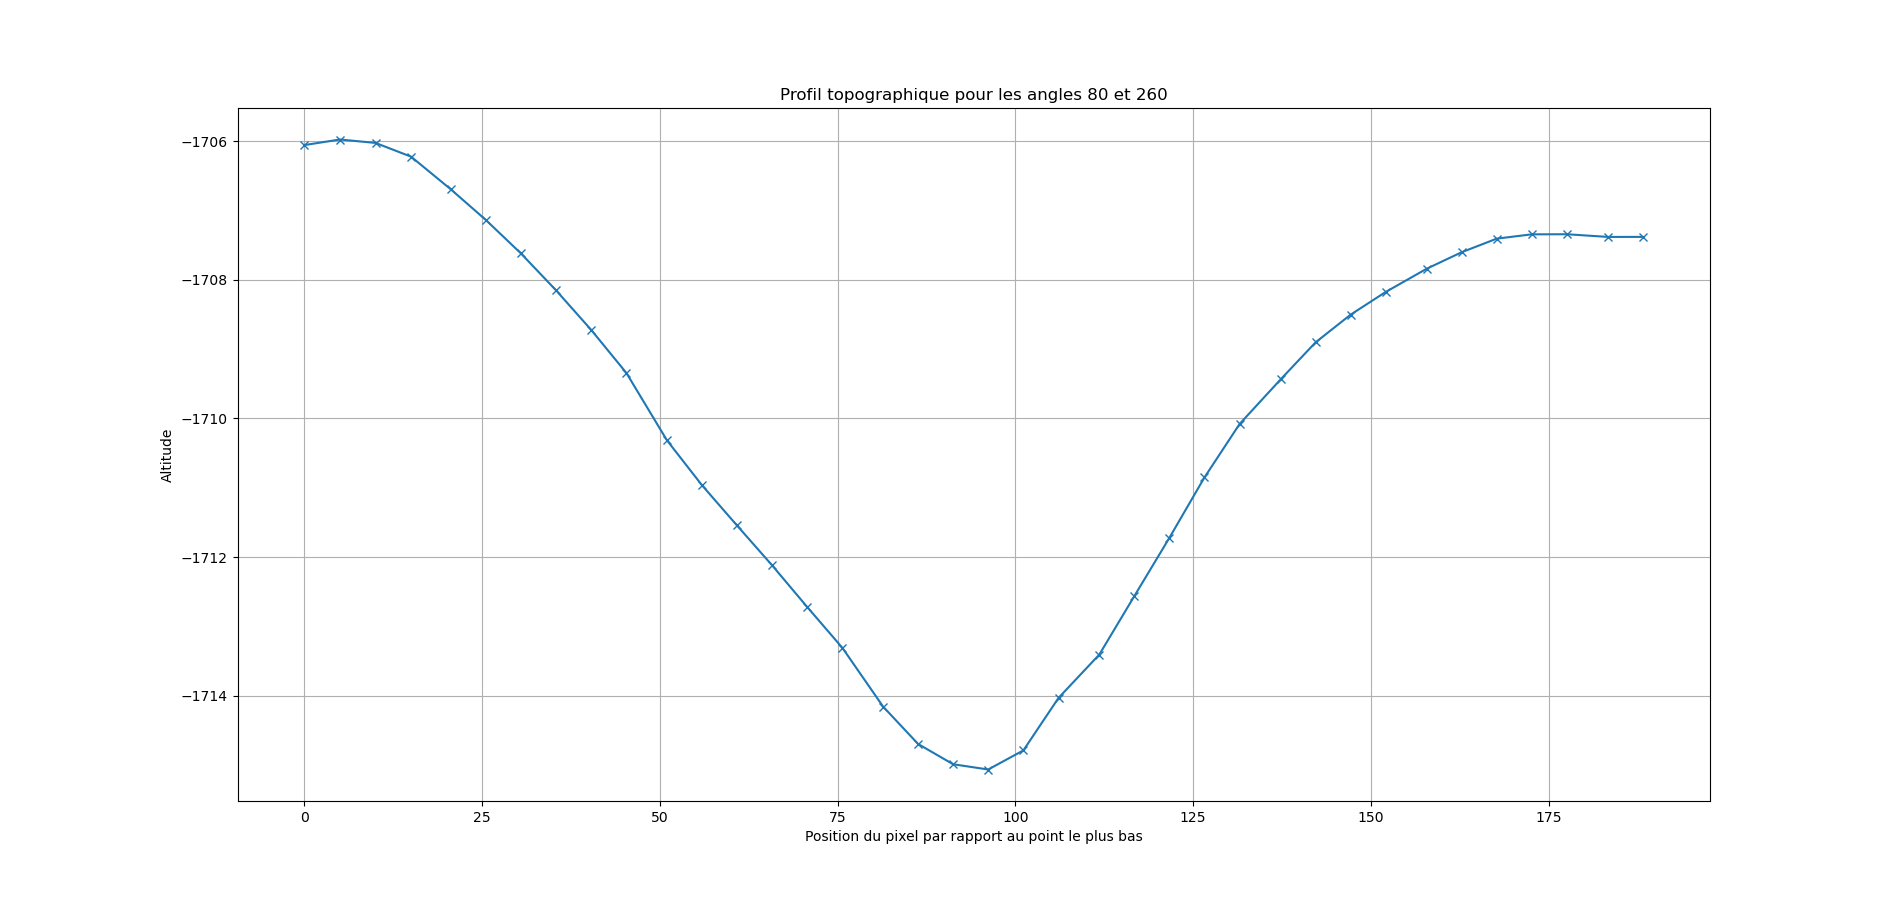 Profil topographique pour les angles 80 et 260
−1706
−1708
−1710
−1712
−1714
Altitude
0 25 50 75 100 125 150 175
Position du pixel par rapport au point le plus bas